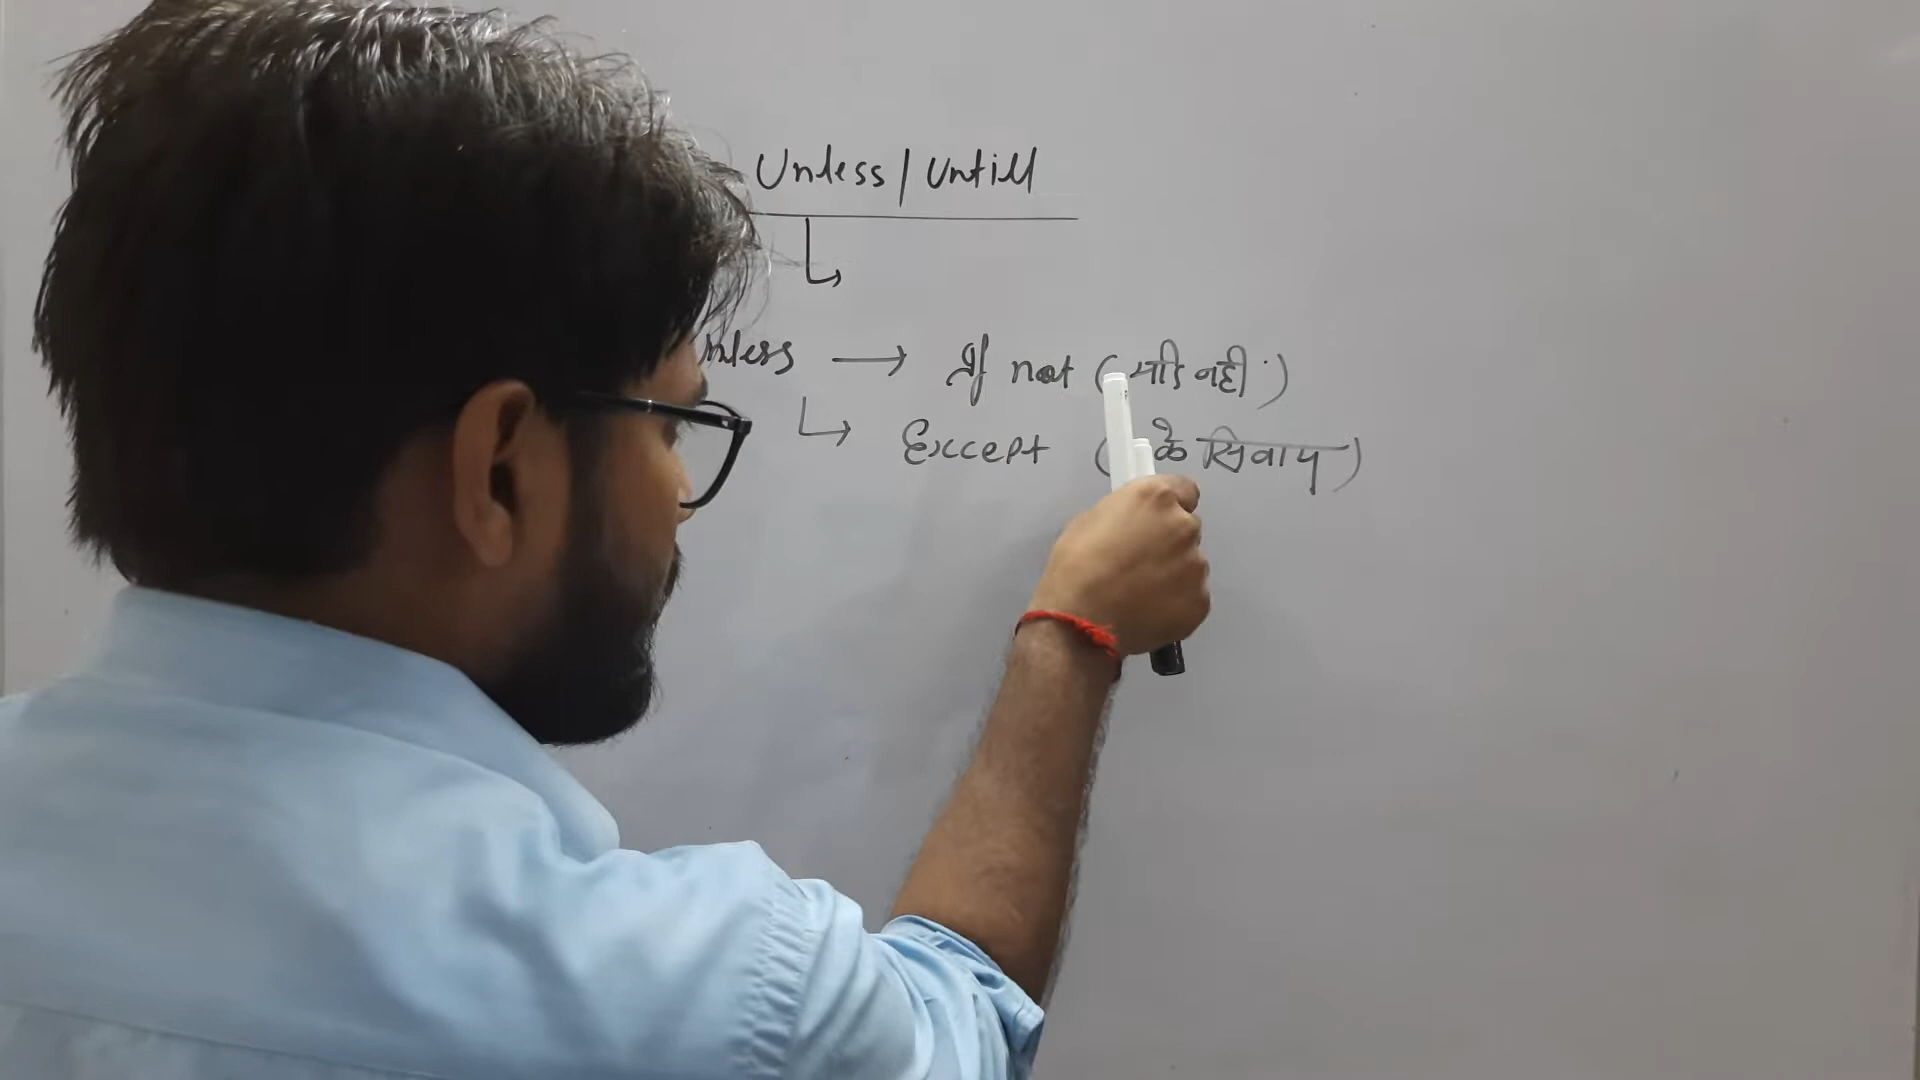 Unless / Untill
unless → If not (यदि नही)
↳ Except (के सिवाय)